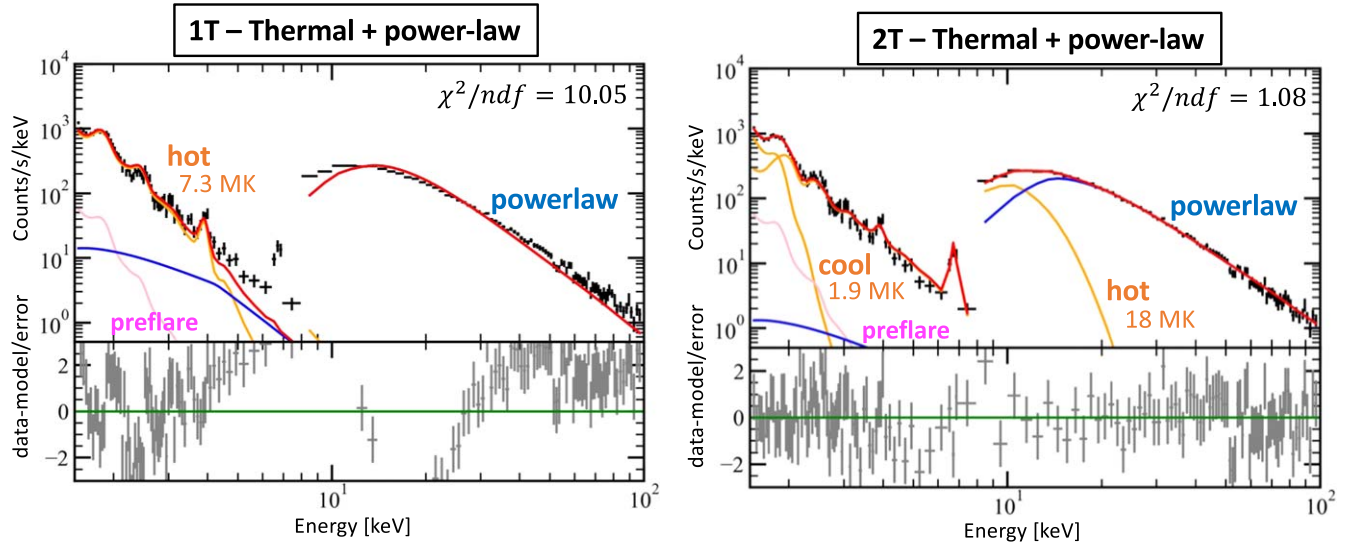 1T – Thermal + power-law
10⁴
10³
10²
10¹
10⁰
Counts/s/keV
χ²/ndf = 10.05
hot
7.3 MK
powerlaw
preflare
data-model/error
2
0
−2
10¹
10²
Energy [keV]
2T – Thermal + power-law
10⁴
10³
10²
10¹
10⁰
Counts/s/keV
χ²/ndf = 1.08
powerlaw
cool
1.9 MK
hot
18 MK
preflare
data-model/error
2
0
−2
10¹
10²
Energy [keV]